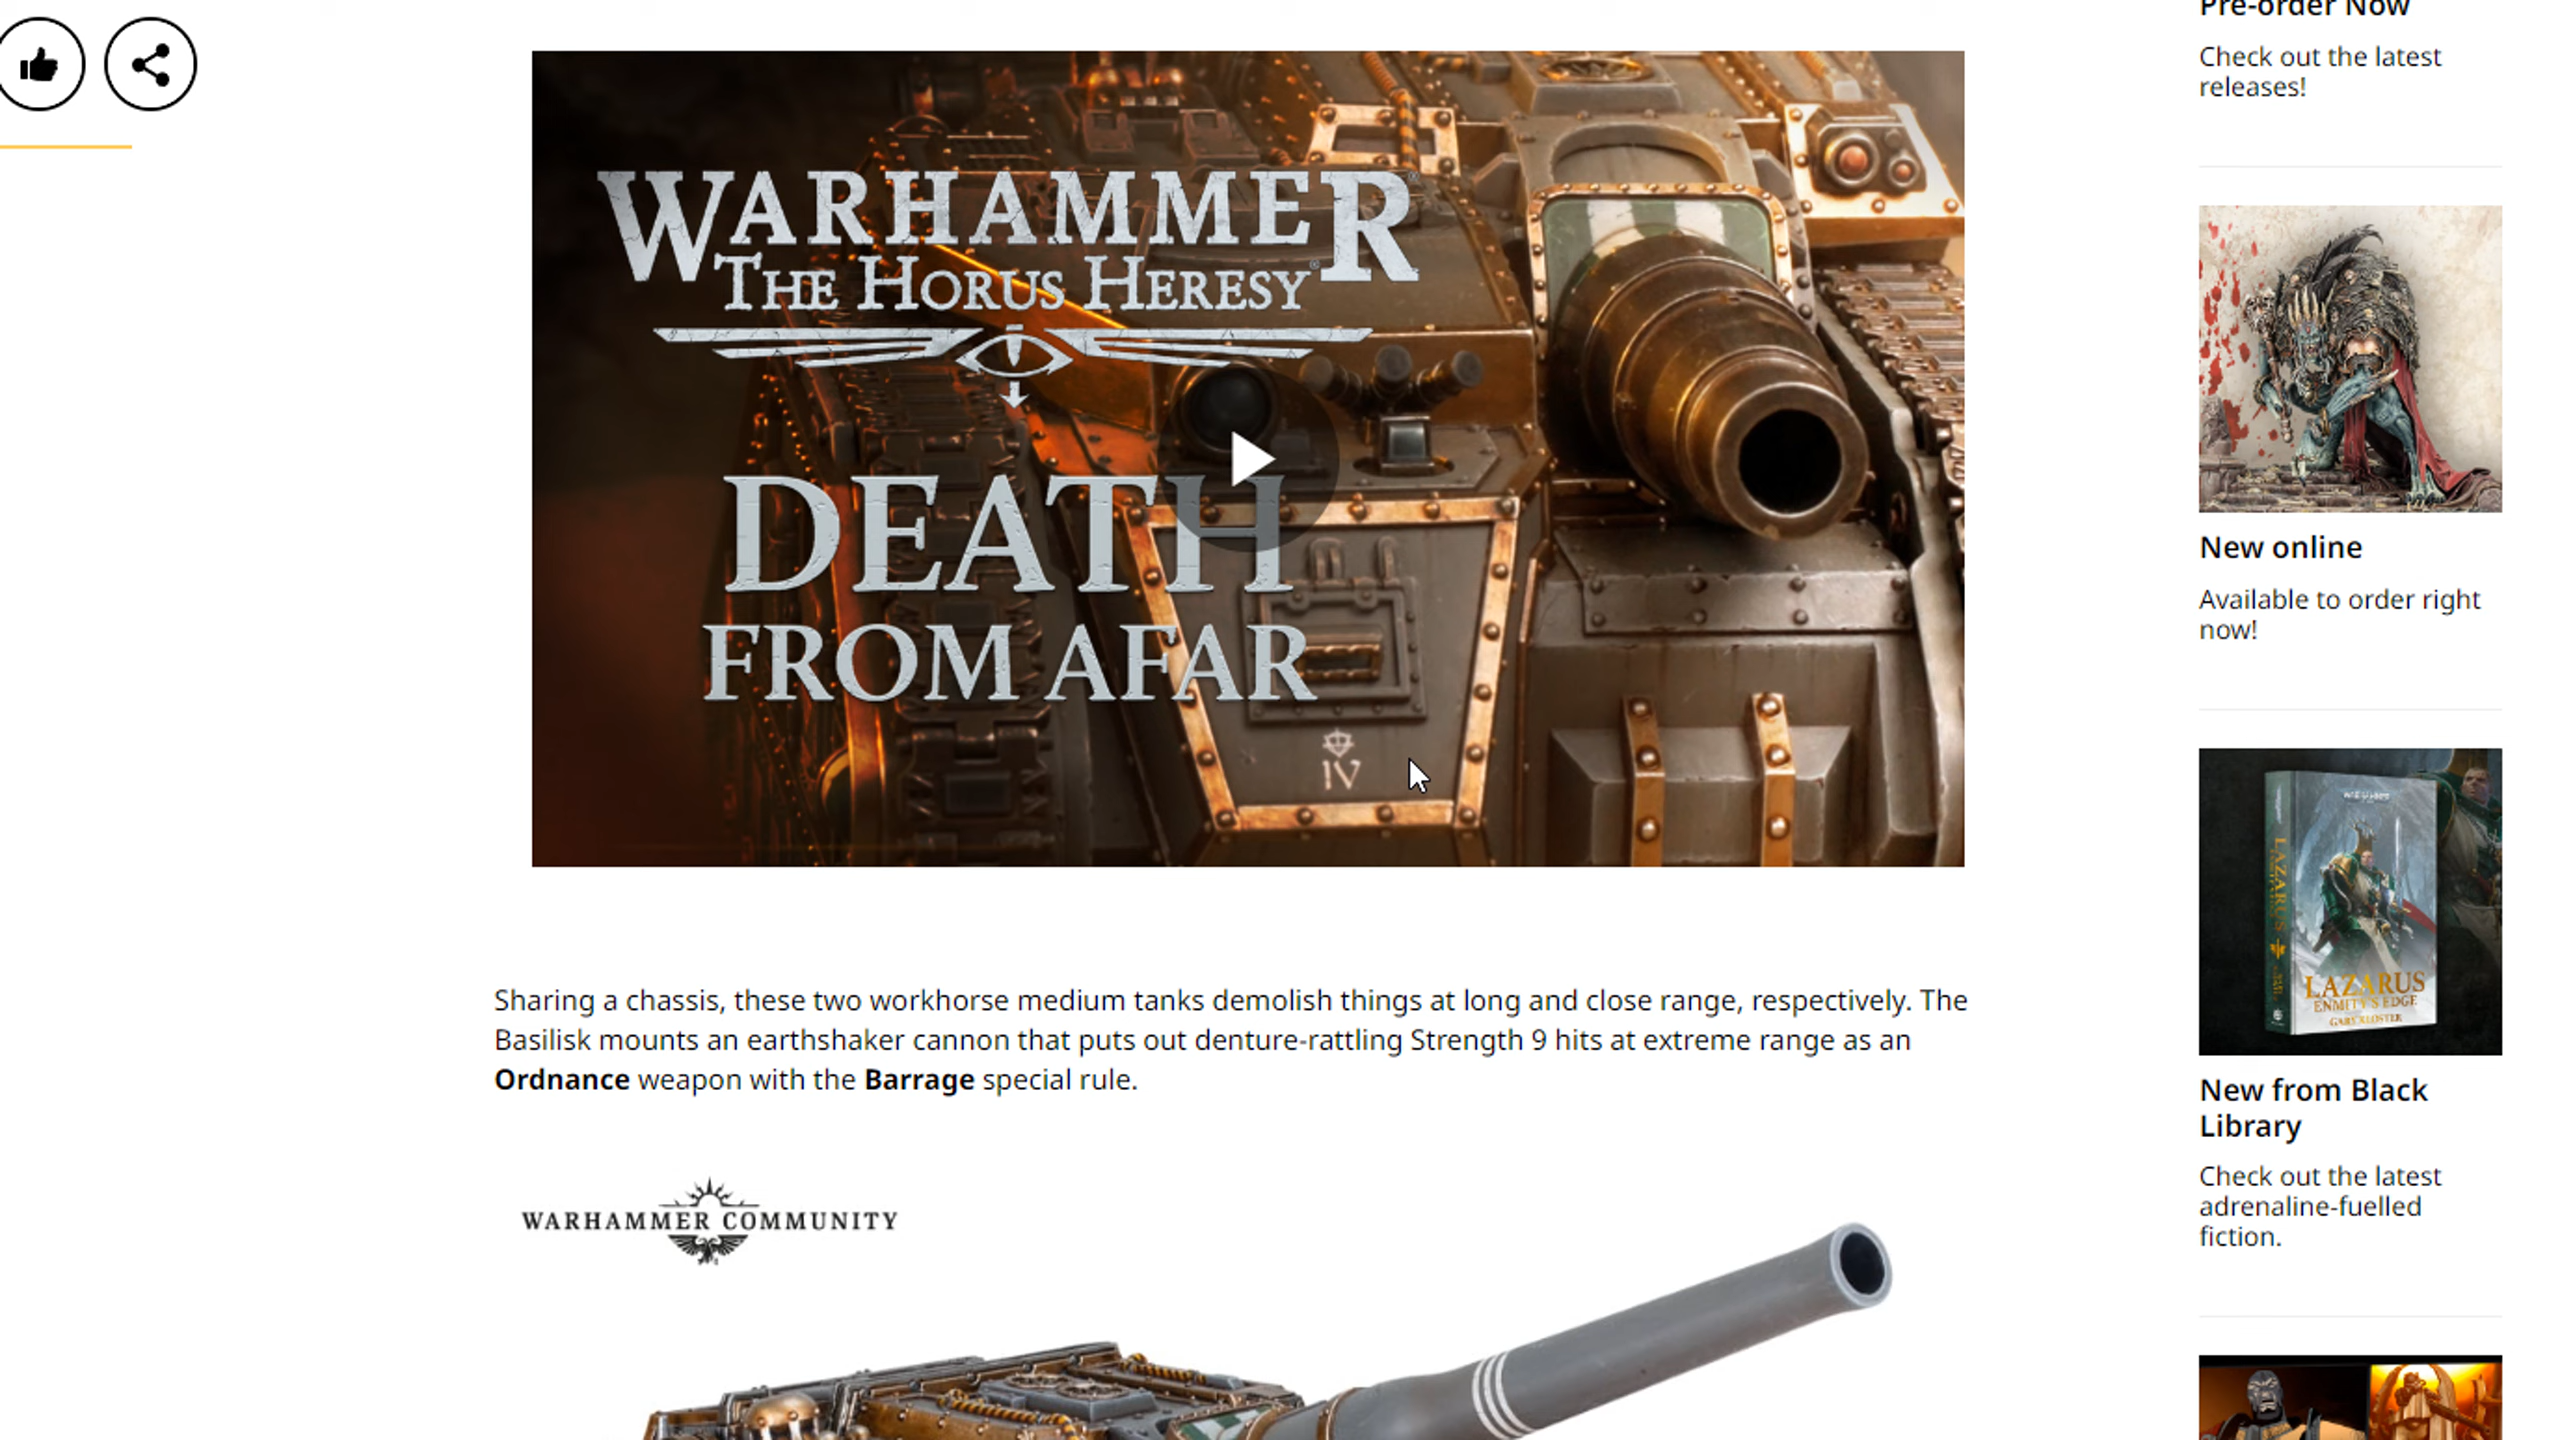 WARHAMMER
THE HORUS HERESY
DEATH
FROM AFAR
IV
Sharing a chassis, these two workhorse medium tanks demolish things at long and close range, respectively. The
Basilisk mounts an earthshaker cannon that puts out denture-rattling Strength 9 hits at extreme range as an
Ordnance weapon with the Barrage special rule.
WARHAMMER COMMUNITY
Pre-order Now
Check out the latest
releases!
New online
Available to order right
now!
LAZARUS
LAZARUS
ENMITY'S EDGE
GARY KLOSTER
New from Black
Library
Check out the latest
adrenaline-fuelled
fiction.